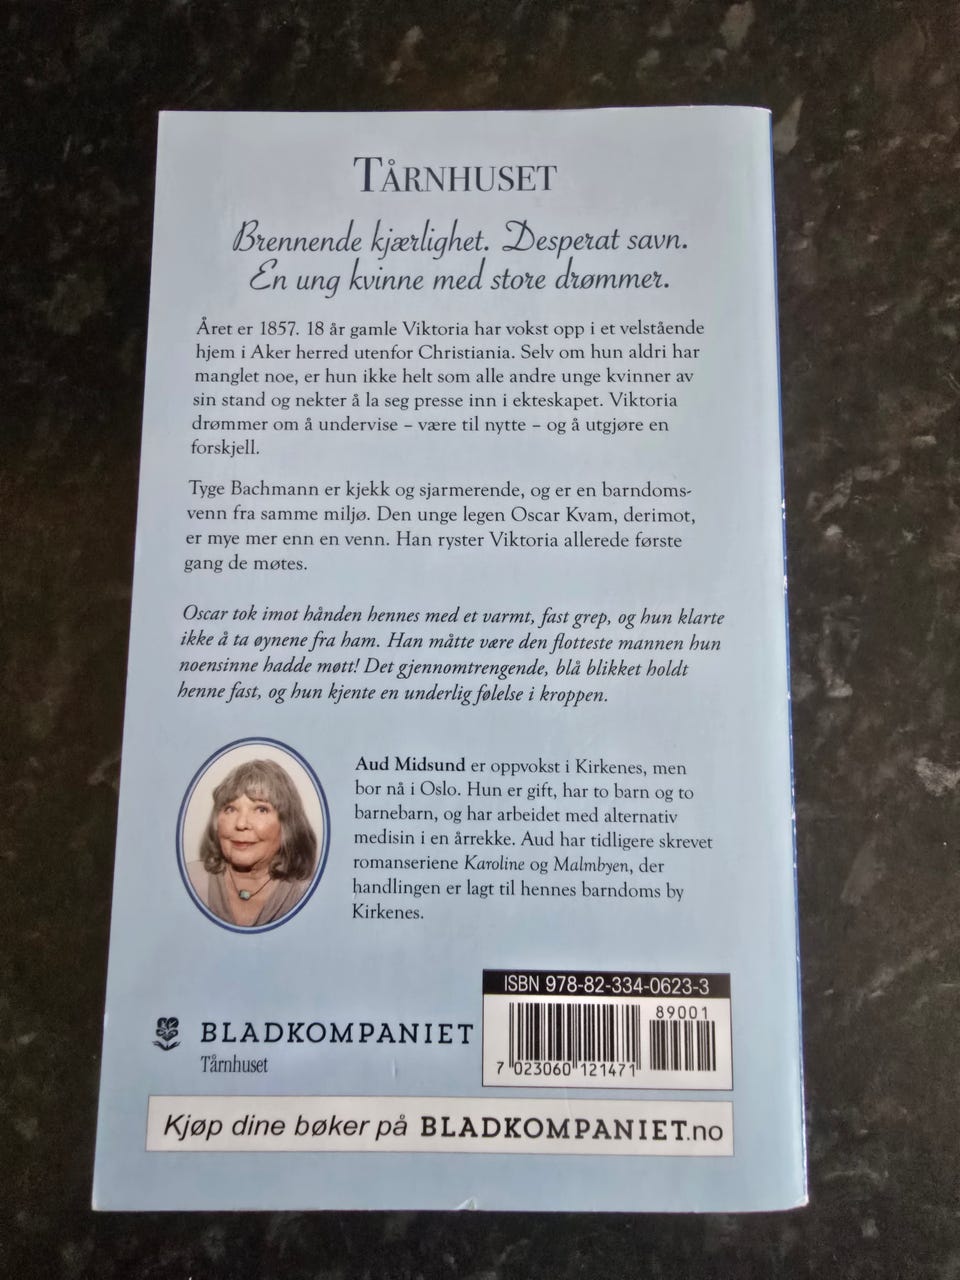 TÅRNHUSET
Brennende kjærlighet. Desperat savn.
En ung kvinne med store drømmer.
Året er 1857. 18 år gamle Viktoria har vokst opp i et velstående
hjem i Aker herred utenfor Christiania. Selv om hun aldri har
manglet noe, er hun ikke helt som alle andre unge kvinner av
sin stand og nekter å la seg presse inn i ekteskapet. Viktoria
drømmer om å undervise – være til nytte – og å utgjøre en
forskjell.
Tyge Bachmann er kjekk og sjarmerende, og er en barndoms-
venn fra samme miljø. Den unge legen Oscar Kvam, derimot,
er mye mer enn en venn. Han ryster Viktoria allerede første
gang de møtes.
Oscar tok imot hånden hennes med et varmt, fast grep, og hun klarte
ikke å ta øynene fra ham. Han måtte være den flotteste mannen hun
noensinne hadde møtt! Det gjennomtrengende, blå blikket holdt
henne fast, og hun kjente en underlig følelse i kroppen.
Aud Midsund er oppvokst i Kirkenes, men
bor nå i Oslo. Hun er gift, har to barn og to
barnebarn, og har arbeidet med alternativ
medisin i en årrekke. Aud har tidligere skrevet
romanseriene Karoline og Malmbyen, der
handlingen er lagt til hennes barndoms by
Kirkenes.
ISBN 978-82-334-0623-3
89001
7 023060 121471
BLADKOMPANIET
Tårnhuset
Kjøp dine bøker på BLADKOMPANIET.no